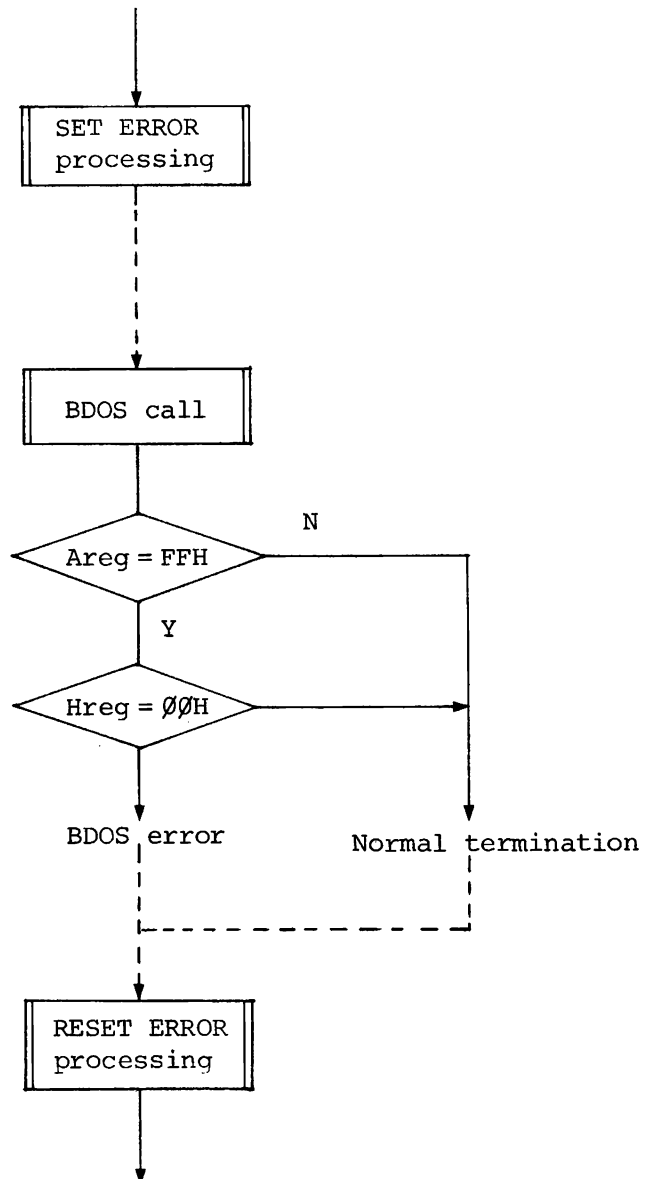 SET ERROR
processing
BDOS call
N
Areg = FFH
Y
Hreg = ØØH
BDOS error
Normal termination
RESET ERROR
processing